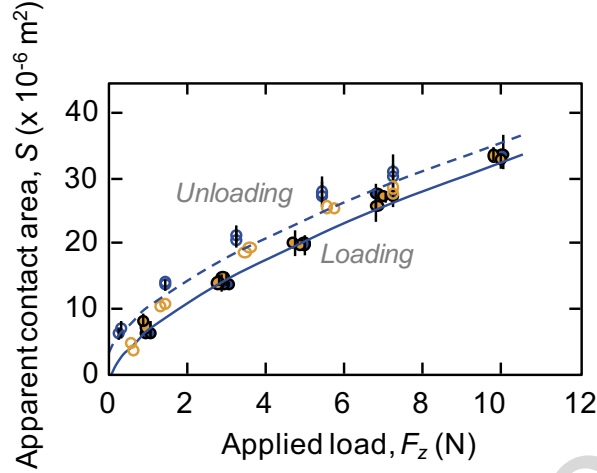 Apparent contact area, S (x 10⁻⁶ m²)
40
30
20
10
0
Unloading
Loading
0 2 4 6 8 10 12
Applied load, F_z (N)